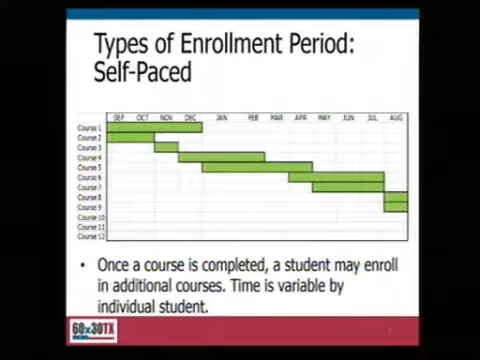 Types of Enrollment Period:
Self-Paced
SEP OCT NOV DEC JAN FEB MAR APR MAY JUN JUL AUG
Course 1
Course 2
Course 3
Course 4
Course 5
Course 6
Course 7
Course 8
Course 9
Course 10
Course 11
Course 12
• Once a course is completed, a student may enroll
in additional courses. Time is variable by
individual student.
60x30TX